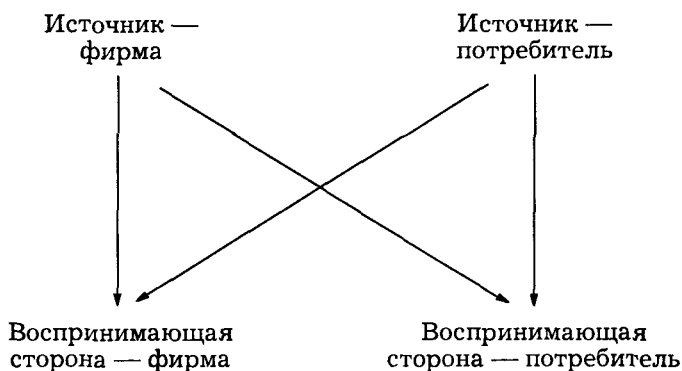 Источник —
фирма
Источник —
потребитель
Воспринимающая
сторона — фирма
Воспринимающая
сторона — потребитель